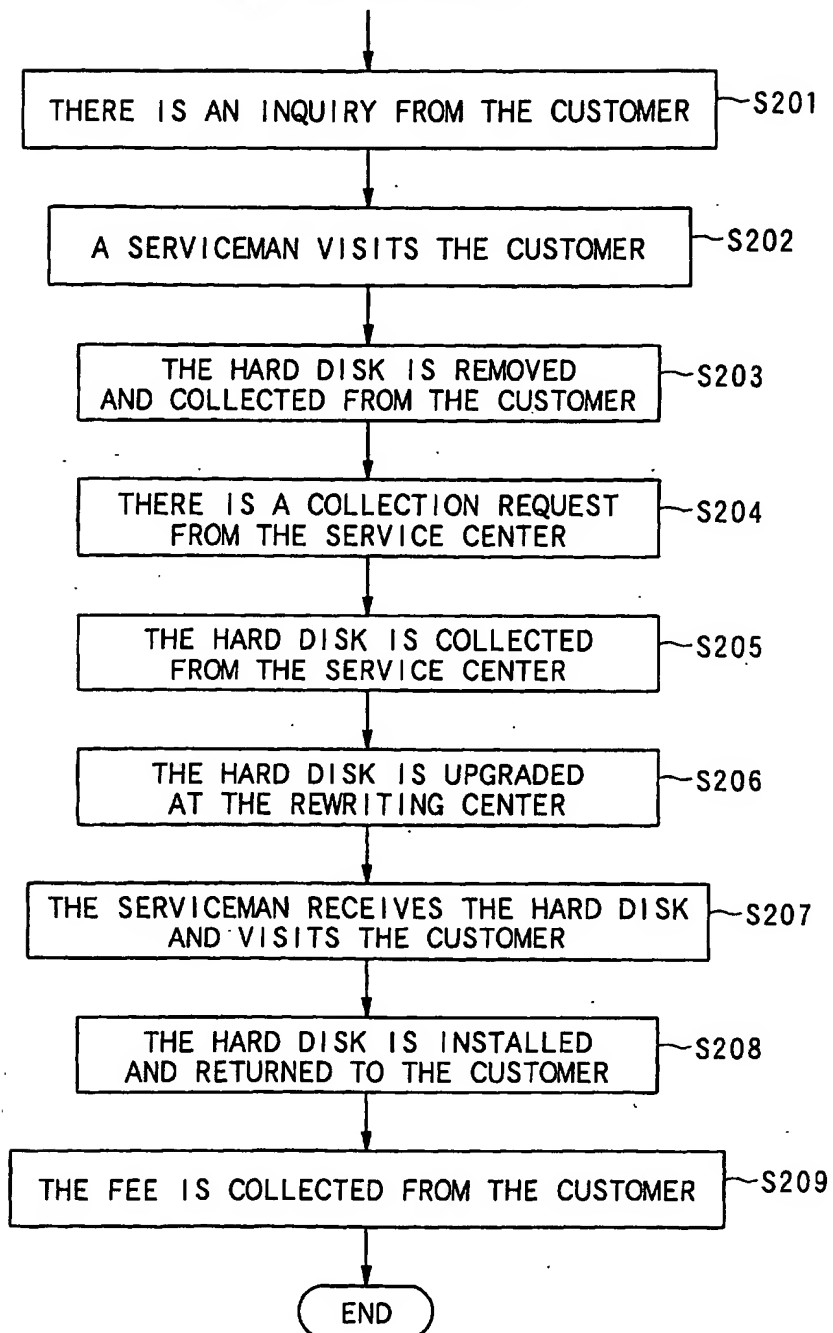 THERE IS AN INQUIRY FROM THE CUSTOMER
S201
A SERVICEMAN VISITS THE CUSTOMER
S202
THE HARD DISK IS REMOVED
AND COLLECTED FROM THE CUSTOMER
S203
THERE IS A COLLECTION REQUEST
FROM THE SERVICE CENTER
S204
THE HARD DISK IS COLLECTED
FROM THE SERVICE CENTER
S205
THE HARD DISK IS UPGRADED
AT THE REWRITING CENTER
S206
THE SERVICEMAN RECEIVES THE HARD DISK
AND VISITS THE CUSTOMER
S207
THE HARD DISK IS INSTALLED
AND RETURNED TO THE CUSTOMER
S208
THE FEE IS COLLECTED FROM THE CUSTOMER
S209
END